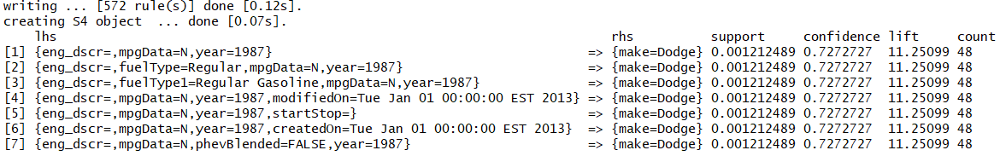 writing ... [572 rule(s)] done [0.12s].
creating S4 object  ... done [0.07s].
    lhs                                                                             rhs          support     confidence lift     count
[1] {eng_dscr=,mpgData=N,year=1987}                                              => {make=Dodge} 0.001212489 0.7272727  11.25099 48
[2] {eng_dscr=,fuelType=Regular,mpgData=N,year=1987}                             => {make=Dodge} 0.001212489 0.7272727  11.25099 48
[3] {eng_dscr=,fuelType1=Regular Gasoline,mpgData=N,year=1987}                   => {make=Dodge} 0.001212489 0.7272727  11.25099 48
[4] {eng_dscr=,mpgData=N,year=1987,modifiedOn=Tue Jan 01 00:00:00 EST 2013} => {make=Dodge} 0.001212489 0.7272727  11.25099 48
[5] {eng_dscr=,mpgData=N,year=1987,startStop=}                                   => {make=Dodge} 0.001212489 0.7272727  11.25099 48
[6] {eng_dscr=,mpgData=N,year=1987,createdOn=Tue Jan 01 00:00:00 EST 2013}  => {make=Dodge} 0.001212489 0.7272727  11.25099 48
[7] {eng_dscr=,mpgData=N,phevBlended=FALSE,year=1987}                            => {make=Dodge} 0.001212489 0.7272727  11.25099 48